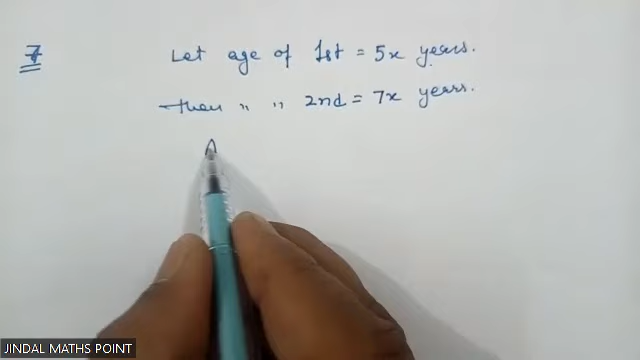 7
Let age of 1st = 5x years.
Then " " 2nd = 7x years.
A
JINDAL MATHS POINT